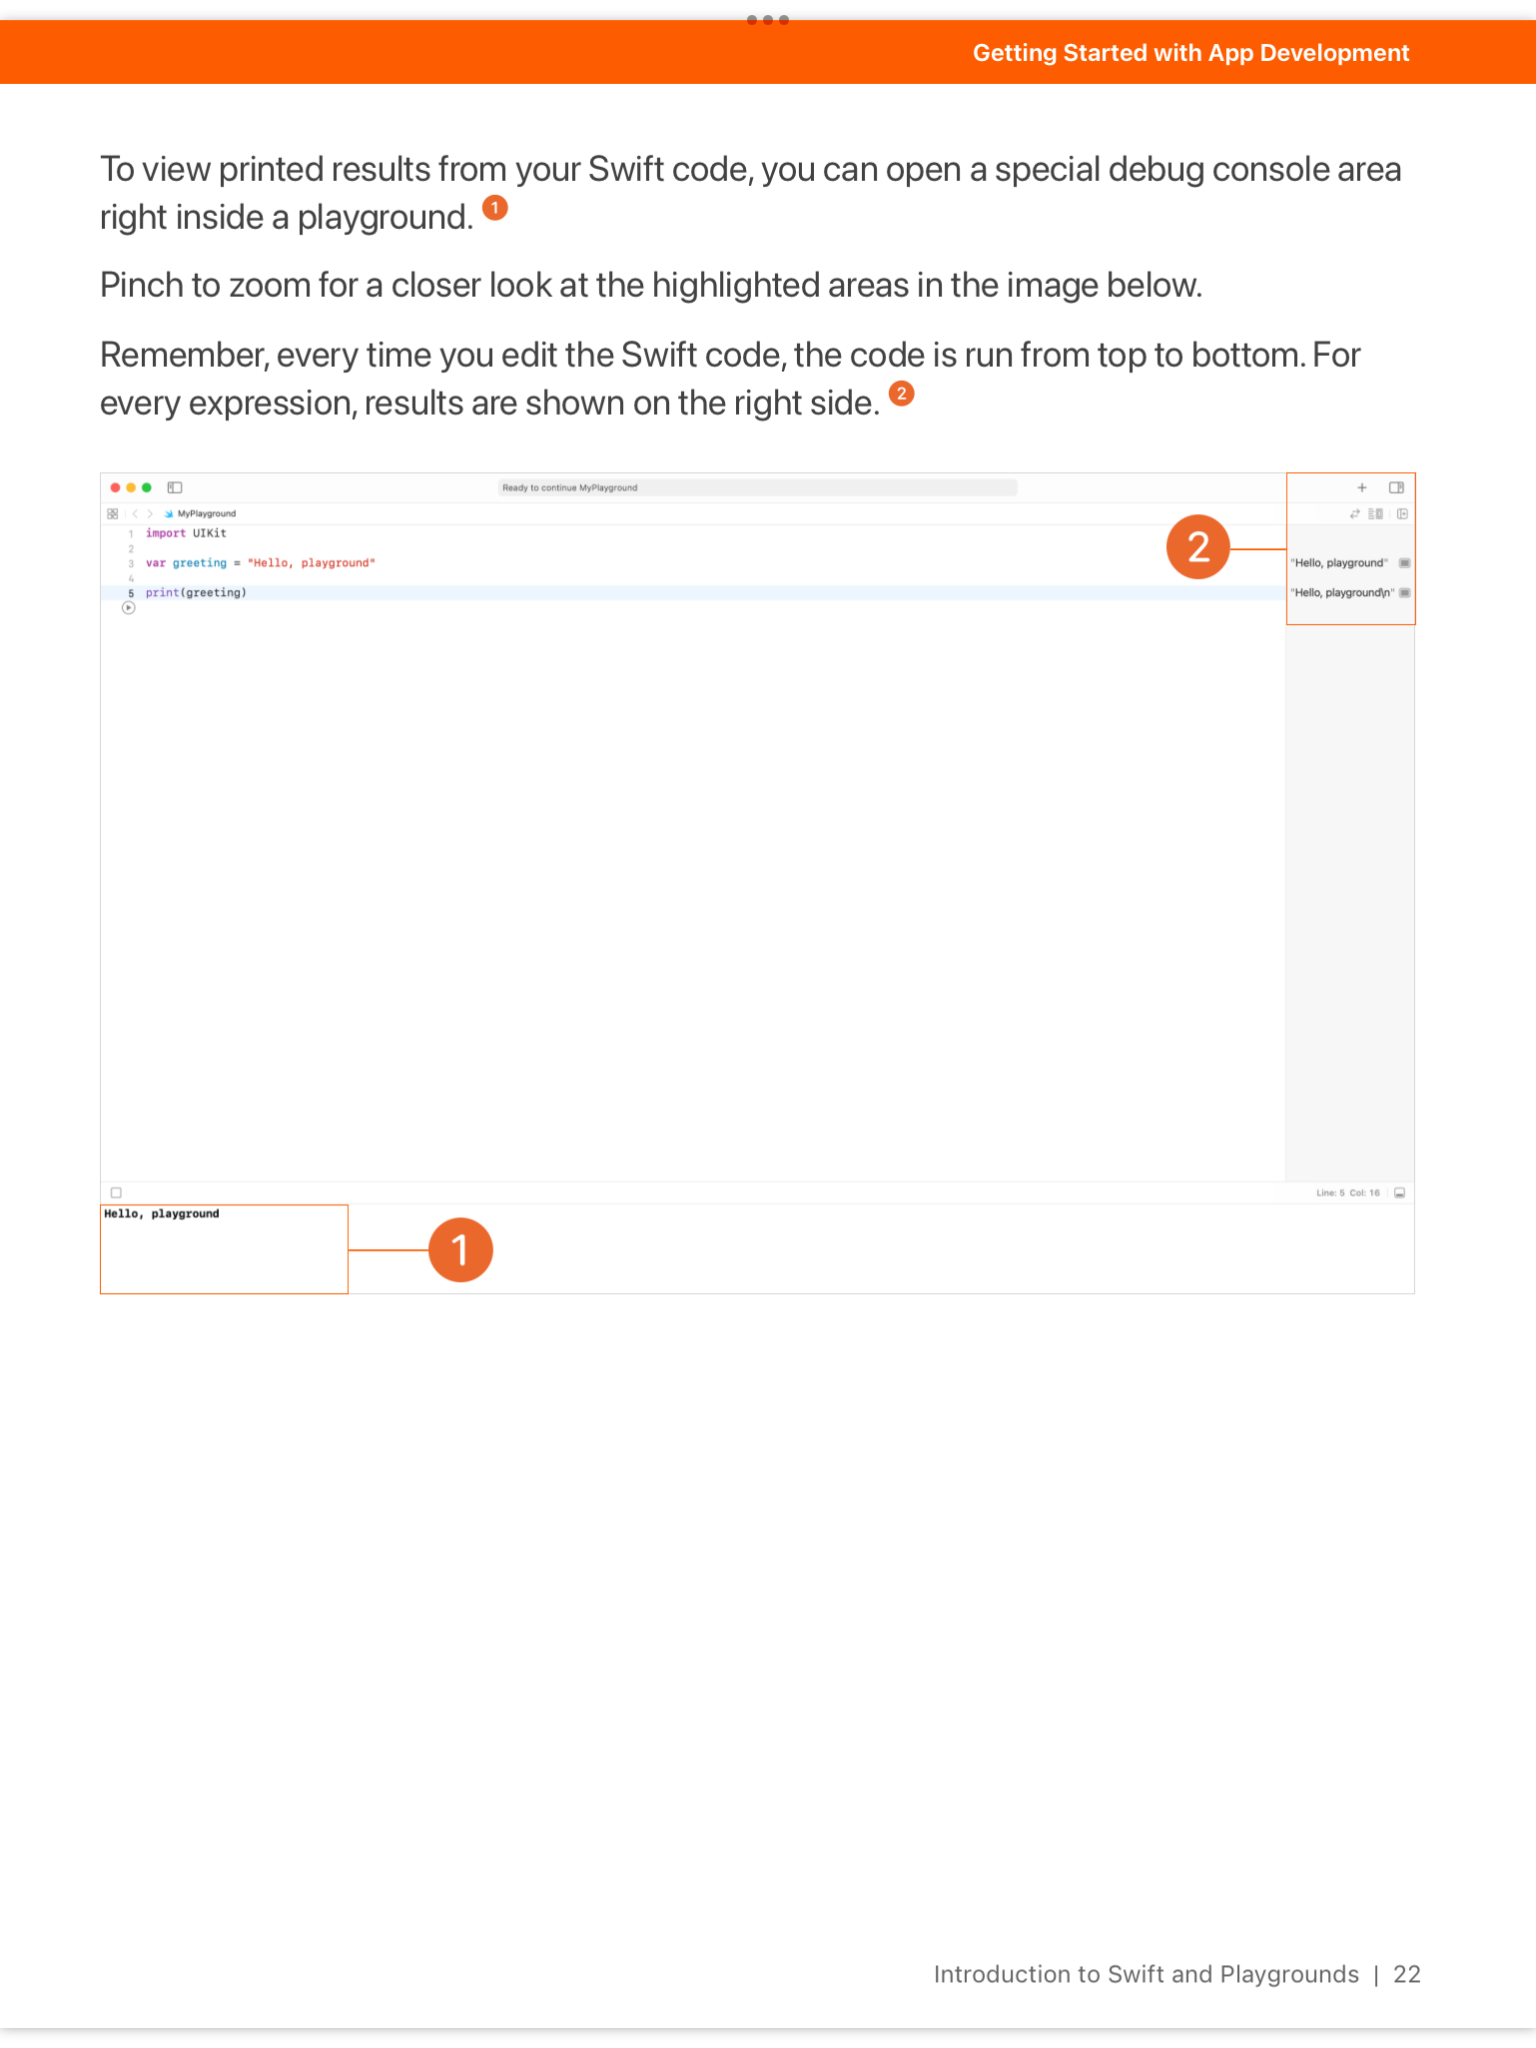 Getting Started with App Development
To view printed results from your Swift code, you can open a special debug console area
right inside a playground. 1
Pinch to zoom for a closer look at the highlighted areas in the image below.
Remember, every time you edit the Swift code, the code is run from top to bottom. For
every expression, results are shown on the right side. 2
Ready to continue MyPlayground
MyPlayground
1 import UIKit
2
3 var greeting = "Hello, playground"
4
5 print(greeting)
2
"Hello, playground"
"Hello, playground\n"
Line: 5 Col: 16
Hello, playground
1
Introduction to Swift and Playgrounds | 22